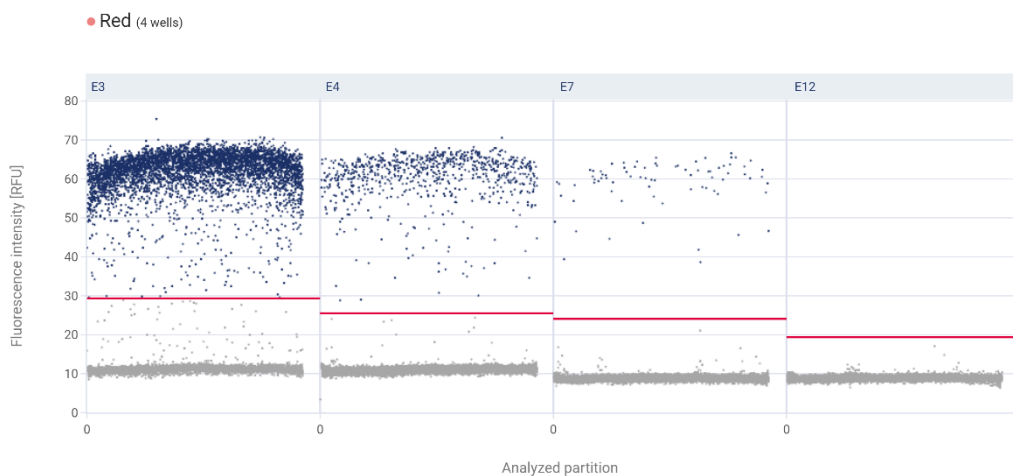 Red (4 wells)
E3 E4 E7 E12
80
70
60
50
40
30
20
10
0
0 0 0 0
Fluorescence intensity [RFU]
Analyzed partition